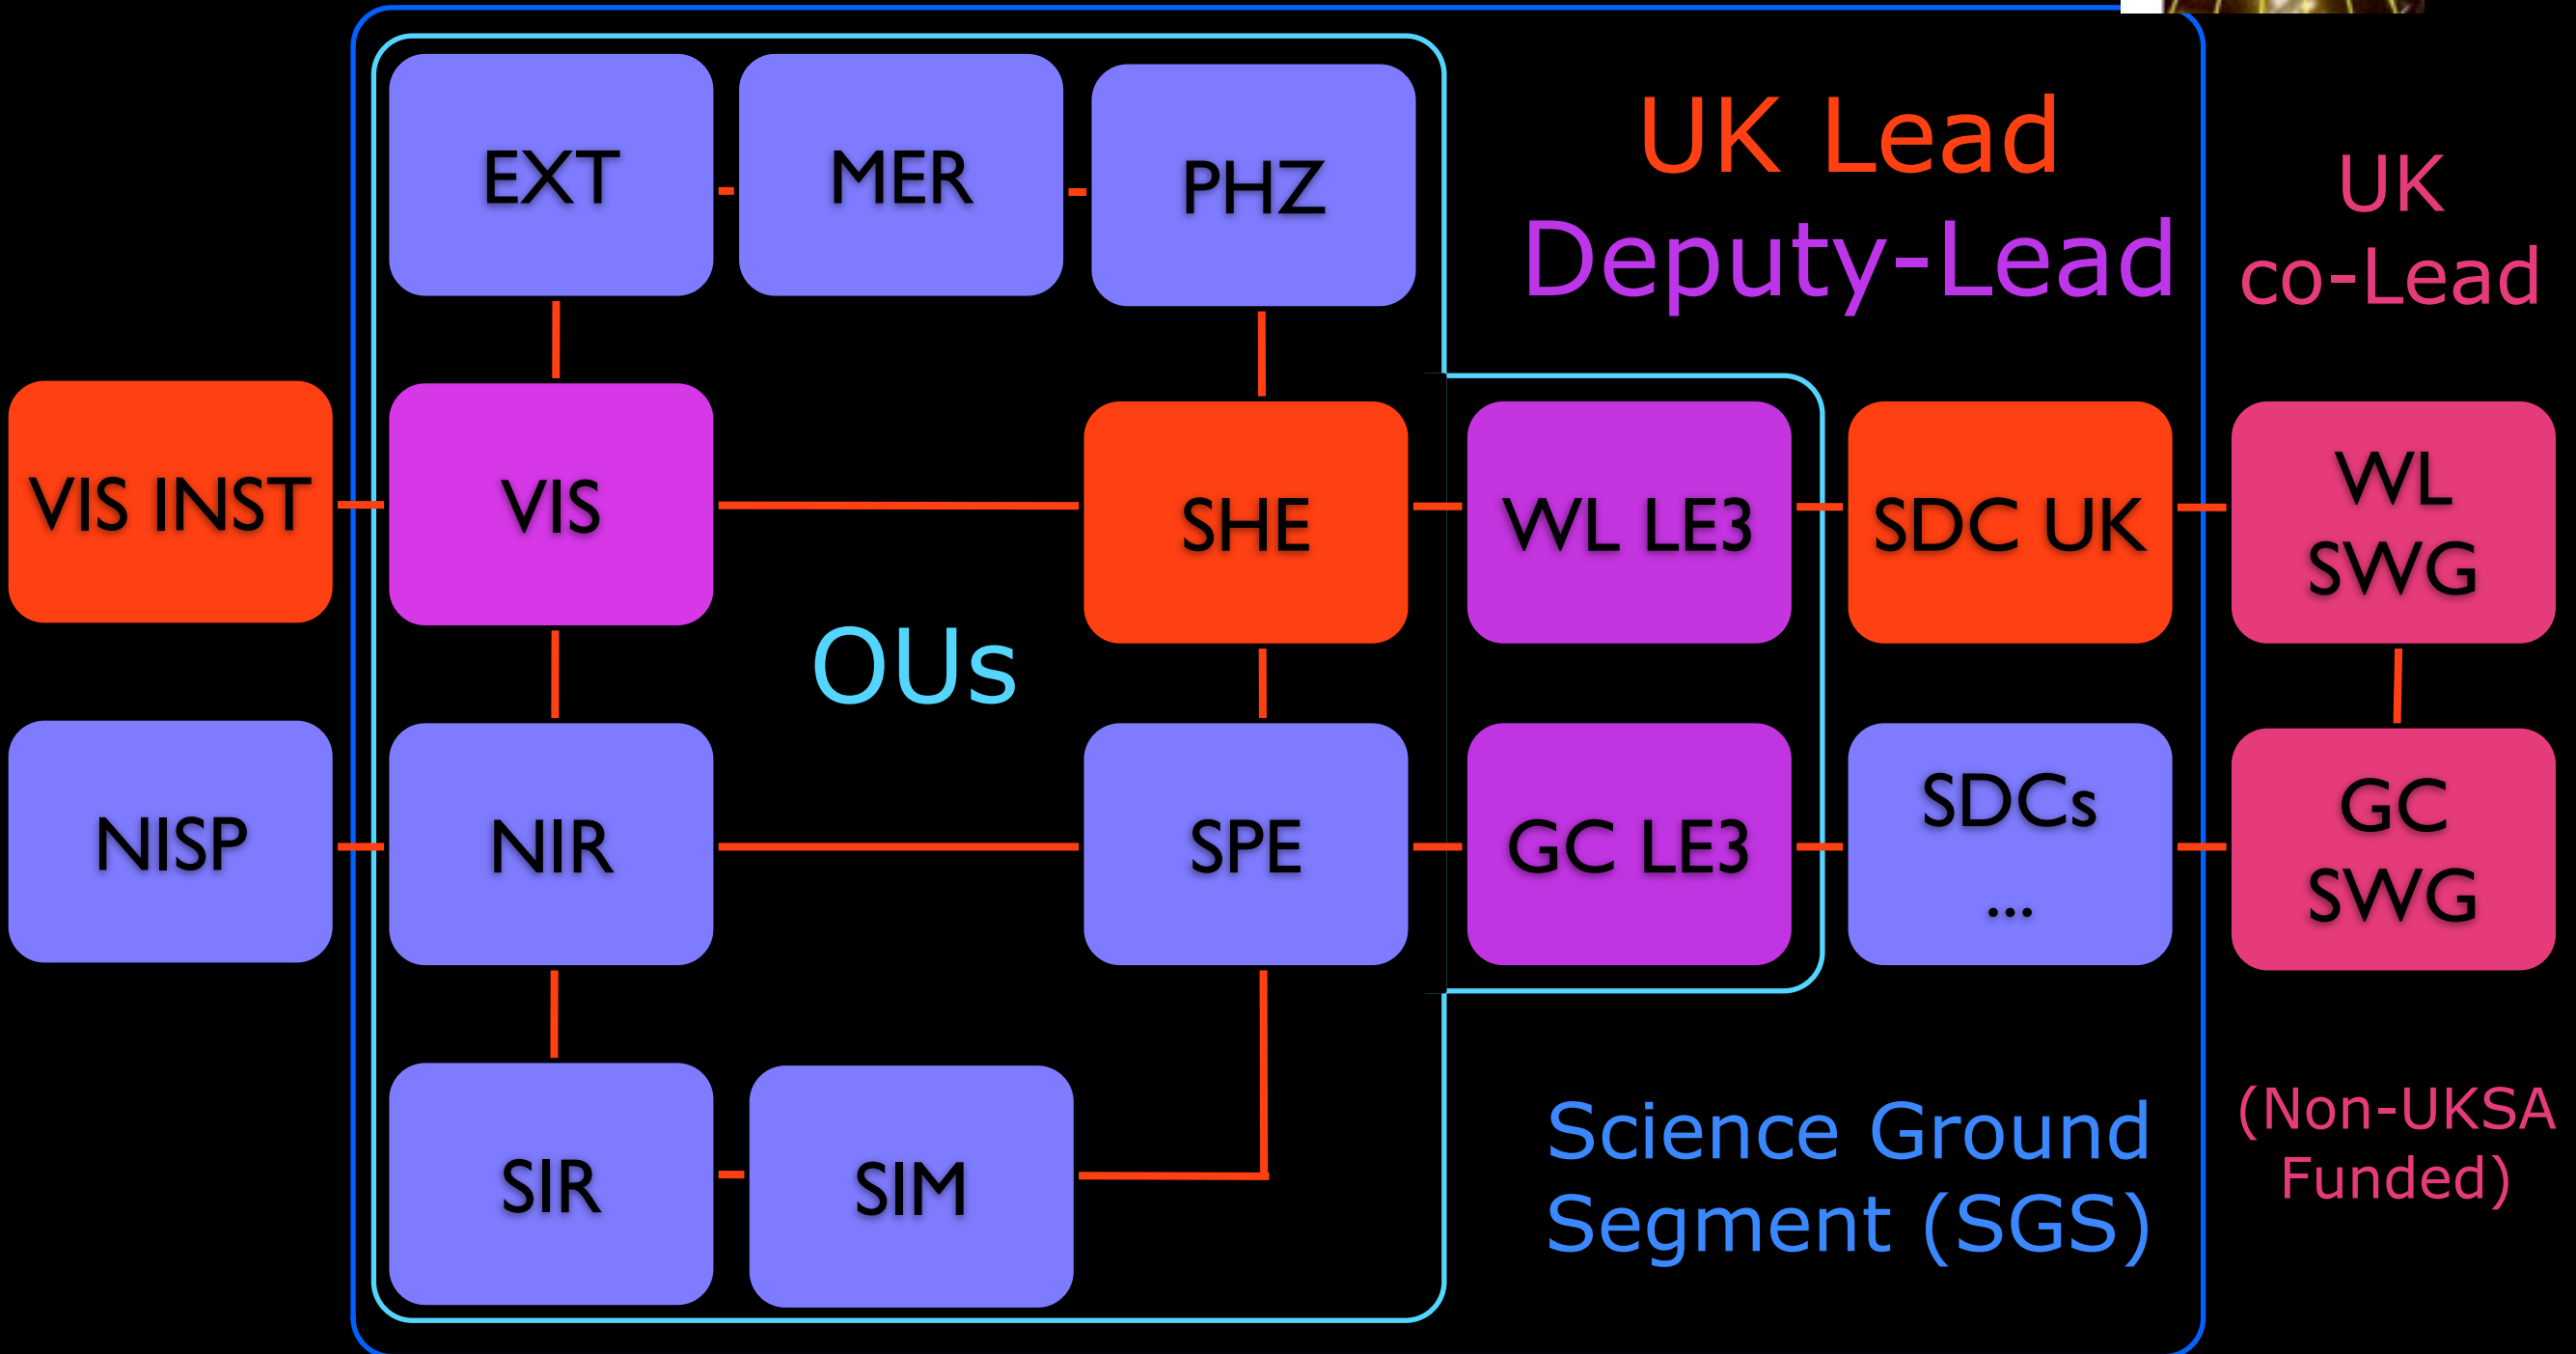 EXT
MER
PHZ
UK Lead
Deputy-Lead
UK
co-Lead
VIS INST
VIS
SHE
WL LE3
SDC UK
WL
SWG
OUs
NISP
NIR
SPE
GC LE3
SDCs
...
GC
SWG
SIR
SIM
Science Ground
Segment (SGS)
(Non-UKSA
Funded)